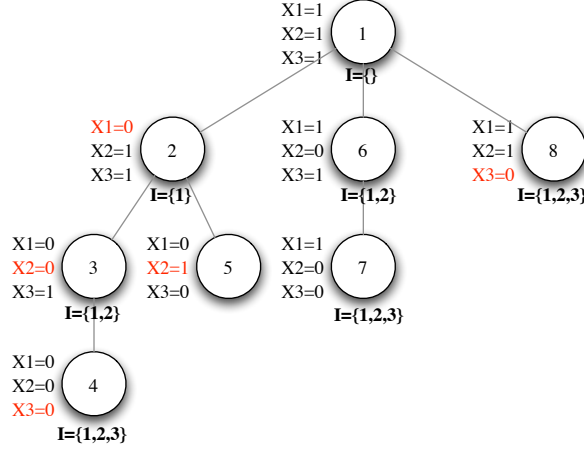 X1=1
X2=1
X3=1
1
I={}
X1=0
X2=1
X3=1
2
I={1}
X1=1
X2=0
X3=1
6
I={1,2}
X1=1
X2=1
X3=0
8
I={1,2,3}
X1=0
X2=0
X3=1
3
I={1,2}
X1=0
X2=1
X3=0
5
X1=1
X2=0
X3=0
7
I={1,2,3}
X1=0
X2=0
X3=0
4
I={1,2,3}